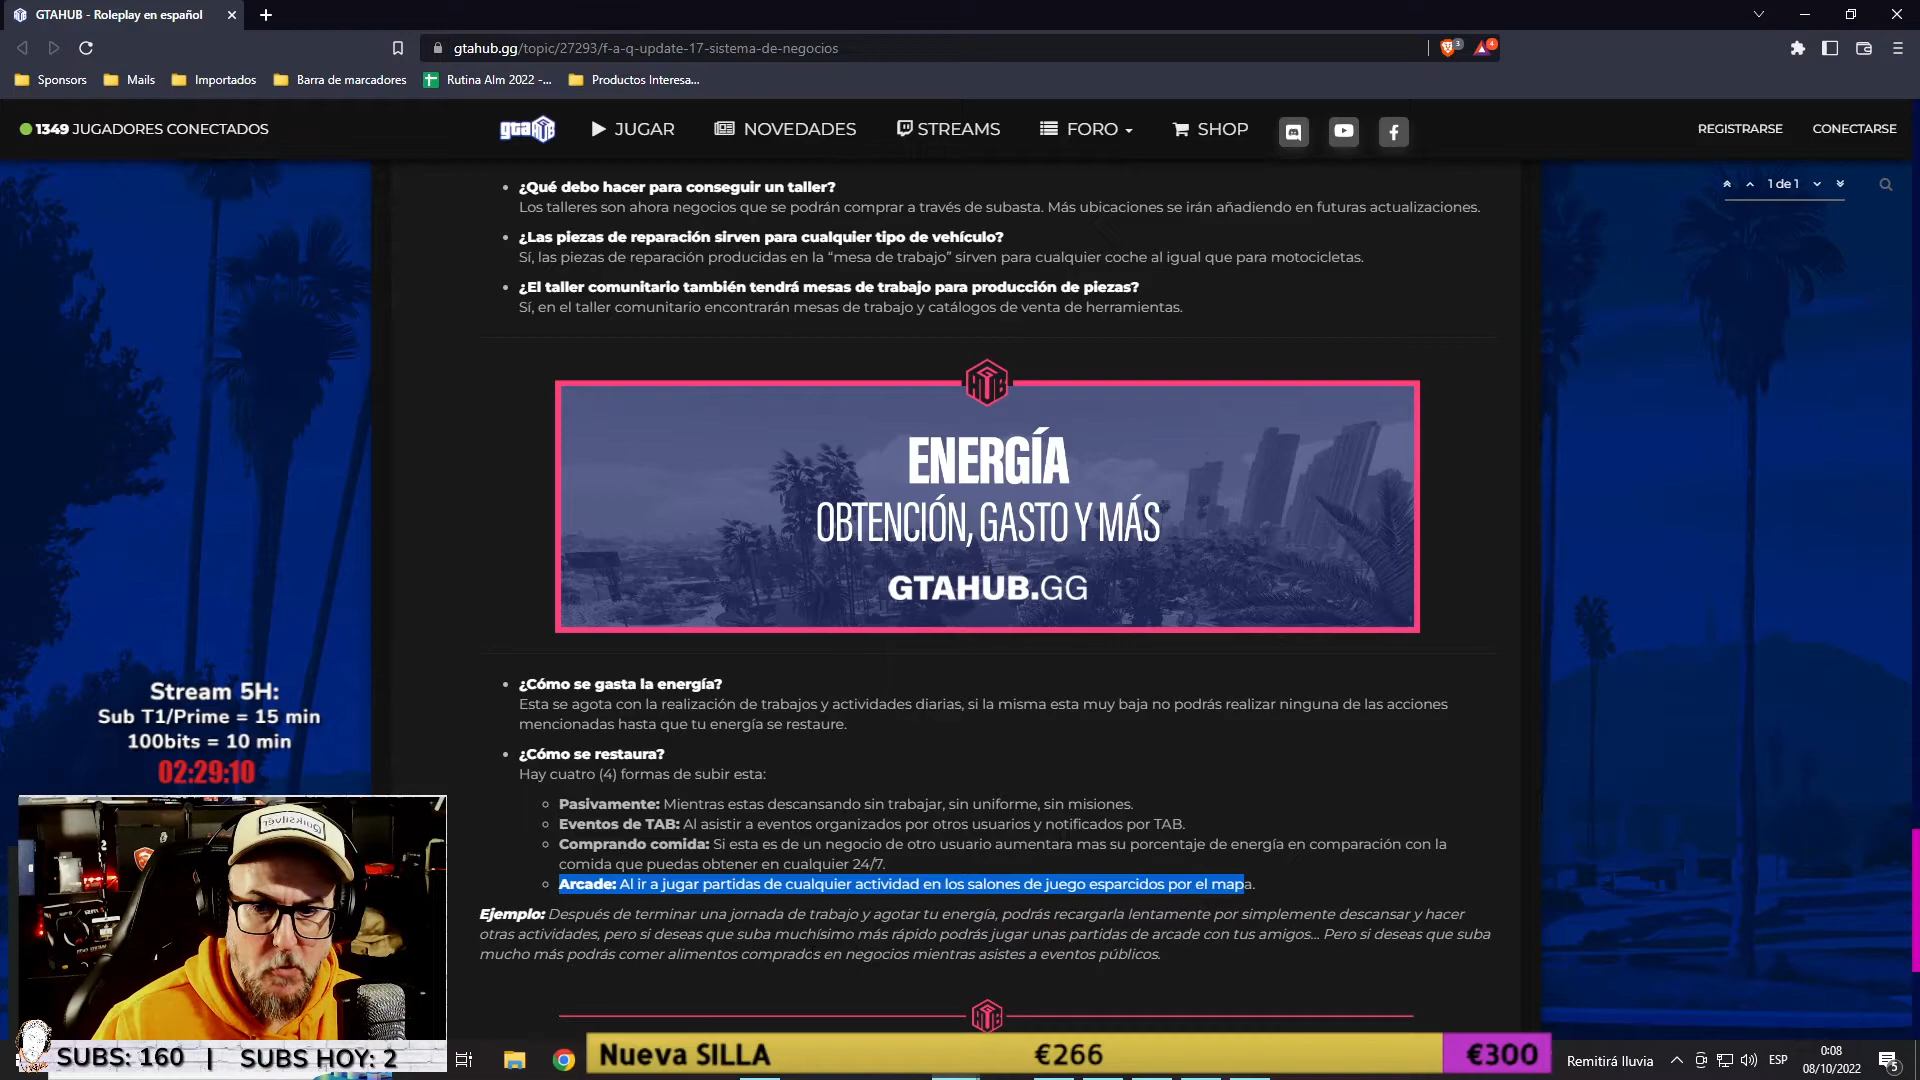 GTAHUB - Roleplay en español
gtahub.gg/topic/27293/f-a-q-update-17-sistema-de-negocios
3
4
Sponsors
Mails
Importados
Barra de marcadores
Rutina Alm 2022 -...
Productos Interesa...
1349 JUGADORES CONECTADOS
gtaHUB
JUGAR
NOVEDADES
STREAMS
FORO
SHOP
REGISTRARSE
CONECTARSE
1 de 1
¿Qué debo hacer para conseguir un taller?
Los talleres son ahora negocios que se podrán comprar a través de subasta. Más ubicaciones se irán añadiendo en futuras actualizaciones.
¿Las piezas de reparación sirven para cualquier tipo de vehículo?
Sí, las piezas de reparación producidas en la “mesa de trabajo” sirven para cualquier coche al igual que para motocicletas.
¿El taller comunitario también tendrá mesas de trabajo para producción de piezas?
Sí, en el taller comunitario encontrarán mesas de trabajo y catálogos de venta de herramientas.
ENERGÍA
OBTENCIÓN, GASTO Y MÁS
GTAHUB.GG
¿Cómo se gasta la energía?
Esta se agota con la realización de trabajos y actividades diarias, si la misma esta muy baja no podrás realizar ninguna de las acciones
mencionadas hasta que tu energía se restaure.
¿Cómo se restaura?
Hay cuatro (4) formas de subir esta:
Pasivamente: Mientras estas descansando sin trabajar, sin uniforme, sin misiones.
Eventos de TAB: Al asistir a eventos organizados por otros usuarios y notificados por TAB.
Comprando comida: Si esta es de un negocio de otro usuario aumentara mas su porcentaje de energía en comparación con la
comida que puedas obtener en cualquier 24/7.
Arcade: Al ir a jugar partidas de cualquier actividad en los salones de juego esparcidos por el mapa.
Ejemplo: Después de terminar una jornada de trabajo y agotar tu energía, podrás recargarla lentamente por simplemente descansar y hacer
otras actividades, pero si deseas que suba muchísimo más rápido podrás jugar unas partidas de arcade con tus amigos... Pero si deseas que suba
mucho más podrás comer alimentos comprados en negocios mientras asistes a eventos públicos.
Stream 5H:
Sub T1/Prime = 15 min
100bits = 10 min
02:29:10
Quiksilver
SUBS: 160 | SUBS HOY: 2
Nueva SILLA
€266
€300
Remitirá lluvia
ESP
0:08
08/10/2022
5